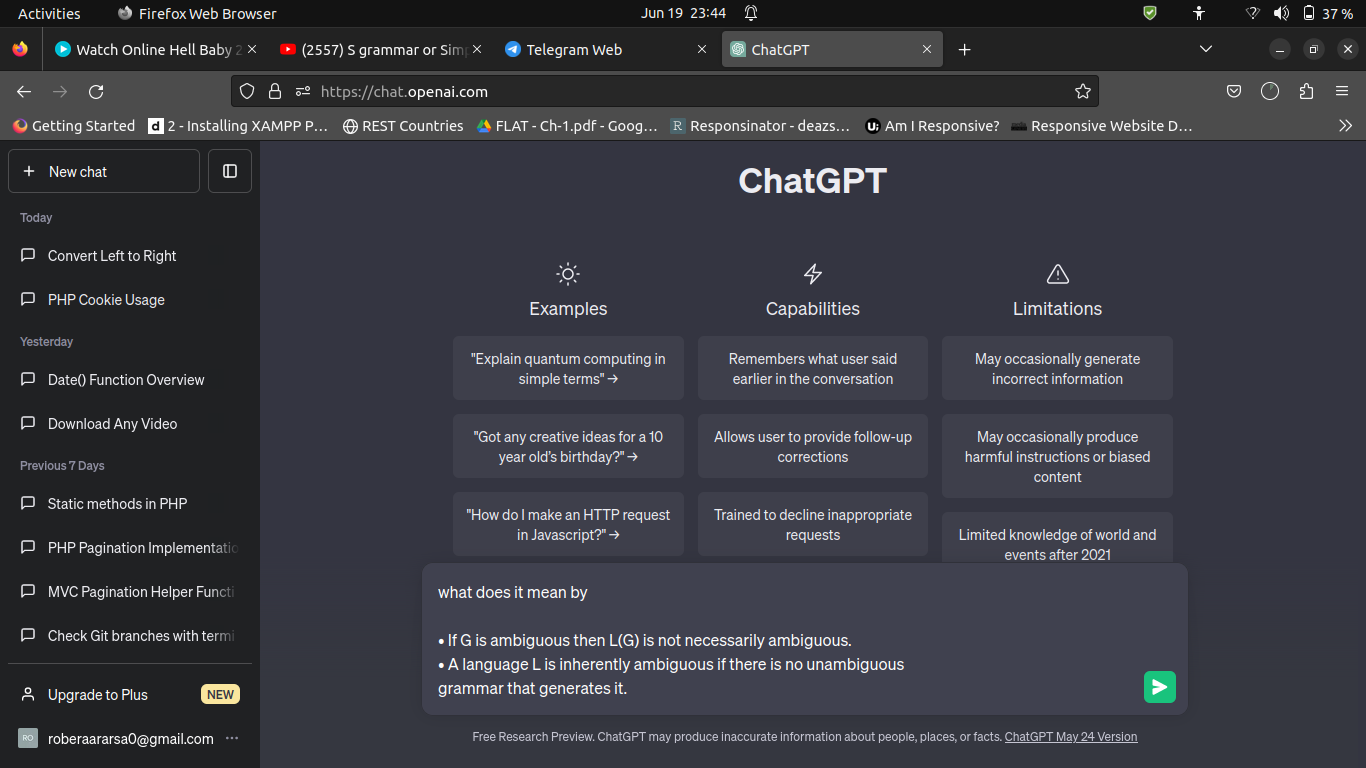 Activities
Firefox Web Browser
Jun 19 23:44
37 %
Watch Online Hell Baby 2
(2557) S grammar or Simp
Telegram Web
ChatGPT
https://chat.openai.com
Getting Started
2 - Installing XAMPP P…
REST Countries
FLAT - Ch-1.pdf - Goog…
R
Responsinator - deazs…
Am I Responsive?
Responsive Website D…
New chat
Today
Convert Left to Right
PHP Cookie Usage
Yesterday
Date() Function Overview
Download Any Video
Previous 7 Days
Static methods in PHP
PHP Pagination Implementatio
MVC Pagination Helper Functi
Check Git branches with termi
Upgrade to Plus
NEW
RO
roberaararsa0@gmail.com
ChatGPT
Examples
"Explain quantum computing in
simple terms" →
"Got any creative ideas for a 10
year old's birthday?" →
"How do I make an HTTP request
in Javascript?" →
Capabilities
Remembers what user said
earlier in the conversation
Allows user to provide follow-up
corrections
Trained to decline inappropriate
requests
Limitations
May occasionally generate
incorrect information
May occasionally produce
harmful instructions or biased
content
Limited knowledge of world and
events after 2021
what does it mean by
• If G is ambiguous then L(G) is not necessarily ambiguous.
• A language L is inherently ambiguous if there is no unambiguous
grammar that generates it.
Free Research Preview. ChatGPT may produce inaccurate information about people, places, or facts. ChatGPT May 24 Version